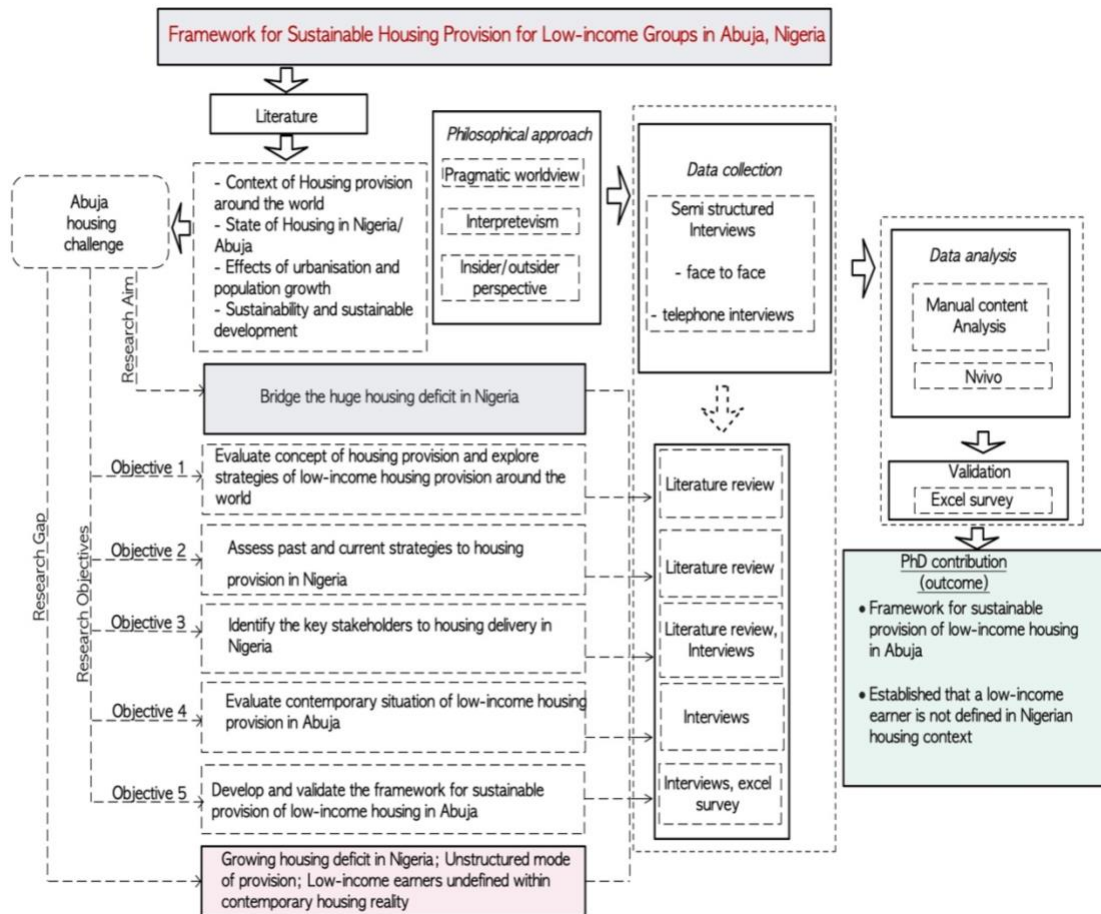 Framework for Sustainable Housing Provision for Low-income Groups in Abuja, Nigeria
Literature
- Context of Housing provision
around the world
- State of Housing in Nigeria/
Abuja
- Effects of urbanisation and
population growth
- Sustainability and sustainable
development
Abuja
housing
challenge
Philosophical approach
Pragmatic worldview
Interpretevism
Insider/outsider
perspective
Data collection
Semi structured
Interviews
- face to face
- telephone interviews
Data analysis
Manual content
Analysis
Nvivo
Validation
Excel survey
PhD contribution
(outcome)
• Framework for sustainable
provision of low-income housing
in Abuja
• Established that a low-income
earner is not defined in Nigerian
housing context
Research Aim
Bridge the huge housing deficit in Nigeria
Research Objectives
Objective 1
Evaluate concept of housing provision and explore
strategies of low-income housing provision around the
world
Literature review
Objective 2
Assess past and current strategies to housing
provision in Nigeria
Literature review
Objective 3
Identify the key stakeholders to housing delivery in
Nigeria
Literature review,
Interviews
Objective 4
Evaluate contemporary situation of low-income housing
provision in Abuja
Interviews
Objective 5
Develop and validate the framework for sustainable
provision of low-income housing in Abuja
Interviews, excel
survey
Research Gap
Growing housing deficit in Nigeria; Unstructured mode
of provision; Low-income earners undefined within
contemporary housing reality